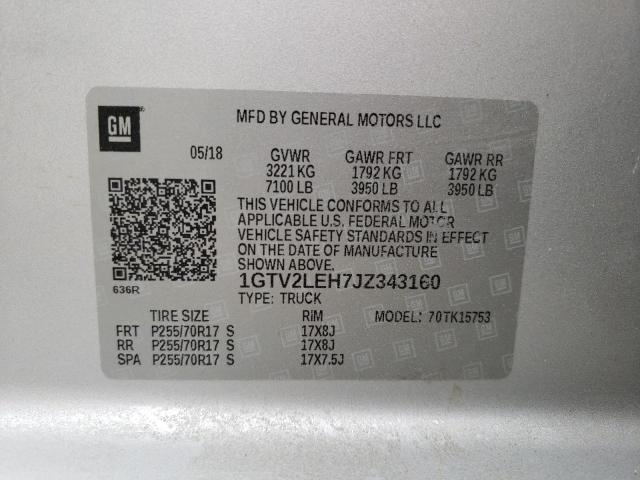 GM
MFD BY GENERAL MOTORS LLC
05/18 GVWR GAWR FRT GAWR RR
3221 KG 1792 KG 1792 KG
7100 LB 3950 LB 3950 LB
THIS VEHICLE CONFORMS TO ALL
APPLICABLE U.S. FEDERAL MOTOR
VEHICLE SAFETY STANDARDS IN EFFECT
ON THE DATE OF MANUFACTURE
SHOWN ABOVE.
636R
1GTV2LEH7JZ343160
TYPE: TRUCK
TIRE SIZE RIM MODEL: 70TK15753
FRT P255/70R17 S 17X8J
RR P255/70R17 S 17X8J
SPA P255/70R17 S 17X7.5J